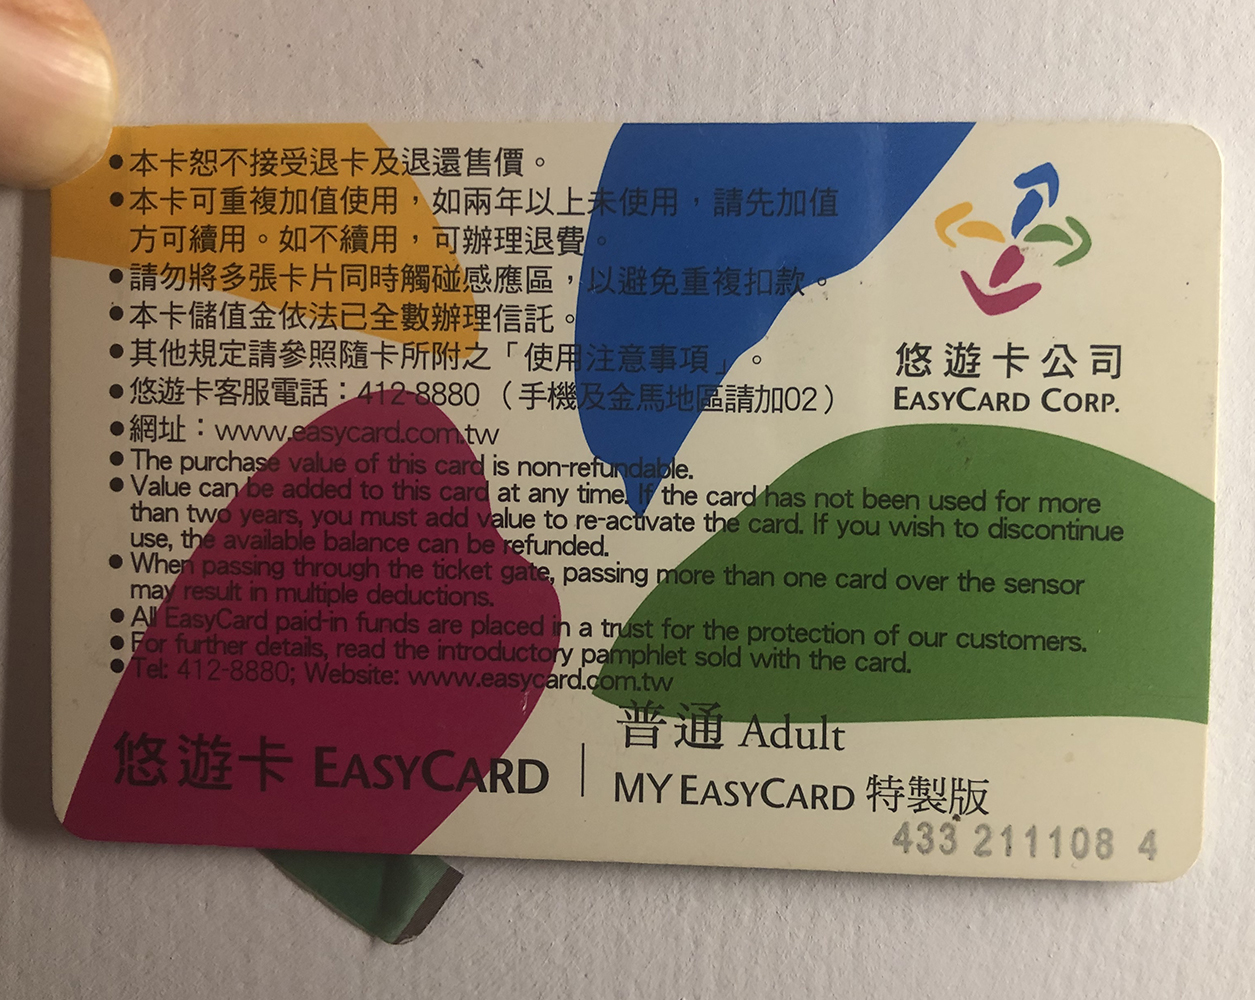 •本卡恕不接受退卡及退還售價。
•本卡可重複加值使用，如兩年以上未使用，請先加值
方可續用。如不續用，可辦理退費。
•請勿將多張卡片同時觸碰感應區，以避免重複扣款。
•本卡儲值金依法已全數辦理信託。
•其他規定請參照隨卡所附之「使用注意事項」。
•悠遊卡客服電話：412-8880（手機及金馬地區請加02）
•網址：www.easycard.com.tw
•The purchase value of this card is non-refundable.
•Value can be added to this card at any time. If the card has not been used for more
than two years, you must add value to re-activate the card. If you wish to discontinue
use, the available balance can be refunded.
•When passing through the ticket gate, passing more than one card over the sensor
may result in multiple deductions.
•All EasyCard paid-in funds are placed in a trust for the protection of our customers.
•For further details, read the introductory pamphlet sold with the card.
•Tel: 412-8880; Website: www.easycard.com.tw
悠遊卡公司
EASYCARD CORP.
悠遊卡 EASYCARD
普通 Adult
MY EASYCARD 特製版
433 211108 4